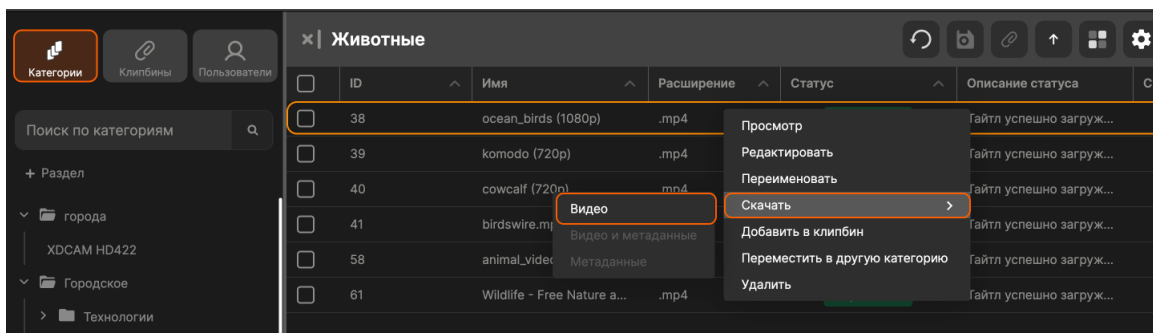 Категории
Клипбины
Пользователи
Поиск по категориям
+ Раздел
города
XDCAM HD422
Городское
Технологии
Животные
ID Имя Расширение Статус Описание статуса
38 ocean_birds (1080p) .mp4 Тайтл успешно загруж...
39 komodo (720p) .mp4 Тайтл успешно загруж...
40 cowcalf (720p) .mp4 Тайтл успешно загруж...
41 birdswire.m Тайтл успешно загруж...
58 animal_vide Тайтл успешно загруж...
61 Wildlife - Free Nature a... .mp4 Тайтл успешно загруж...
Просмотр
Редактировать
Переименовать
Скачать
Добавить в клипбин
Переместить в другую категорию
Удалить
Видео
Видео и метаданные
Метаданные